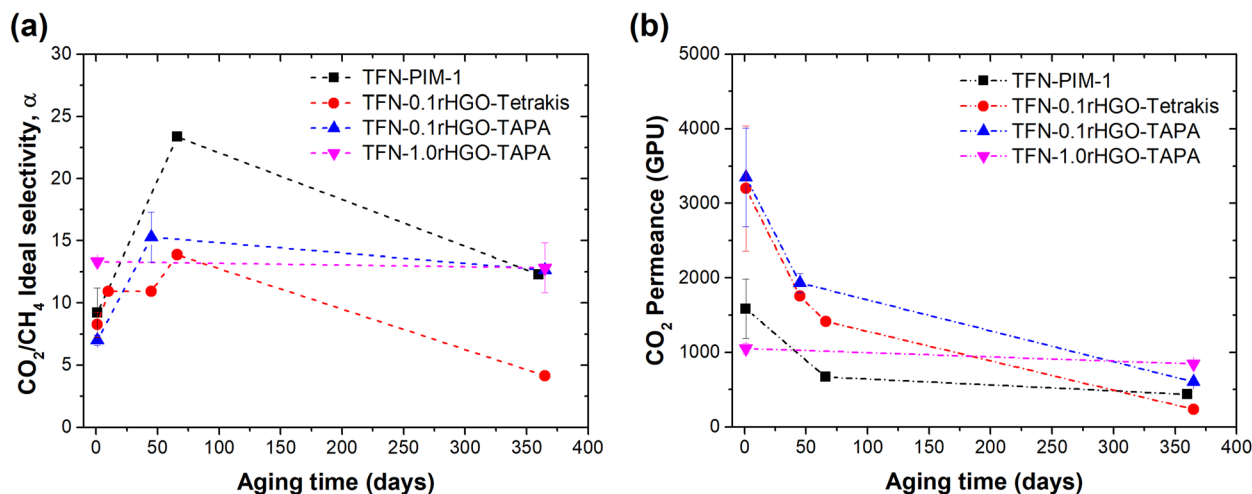 (a)
30
25
20
15
10
5
0
CO₂/CH₄ Ideal selectivity, α
TFN-PIM-1
TFN-0.1rHGO-Tetrakis
TFN-0.1rHGO-TAPA
TFN-1.0rHGO-TAPA
0 50 100 150 200 250 300 350 400
Aging time (days)
(b)
5000
4000
3000
2000
1000
0
CO₂ Permeance (GPU)
TFN-PIM-1
TFN-0.1rHGO-Tetrakis
TFN-0.1rHGO-TAPA
TFN-1.0rHGO-TAPA
0 50 100 150 200 250 300 350 400
Aging time (days)